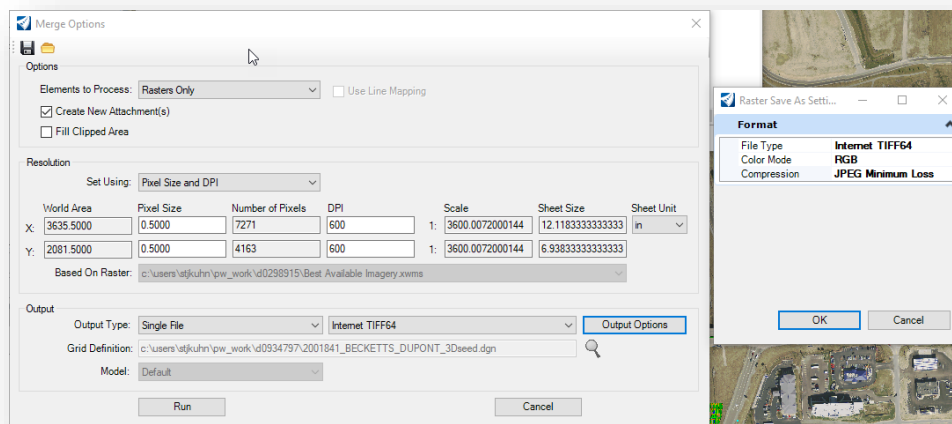 Merge Options
Options
Elements to Process: Rasters Only Use Line Mapping
Create New Attachment(s)
Fill Clipped Area
Resolution
Set Using: Pixel Size and DPI
World Area Pixel Size Number of Pixels DPI Scale Sheet Size Sheet Unit
X: 3635.5000 0.5000 7271 600 1: 3600.0072000144 12.1183333333333 in
Y: 2081.5000 0.5000 4163 600 1: 3600.0072000144 6.93833333333333
Based On Raster: c:\users\stjkuhn\pw_work\d0298915\Best Available Imagery.xwms
Output
Output Type: Single File Internet TIFF64 Output Options
Grid Definition: c:\users\stjkuhn\pw_work\d0934797\2001841_BECKETTS_DUPONT_3Dseed.dgn
Model: Default
Run Cancel
Raster Save As Setti...
Format
File Type Internet TIFF64
Color Mode RGB
Compression JPEG Minimum Loss
OK Cancel